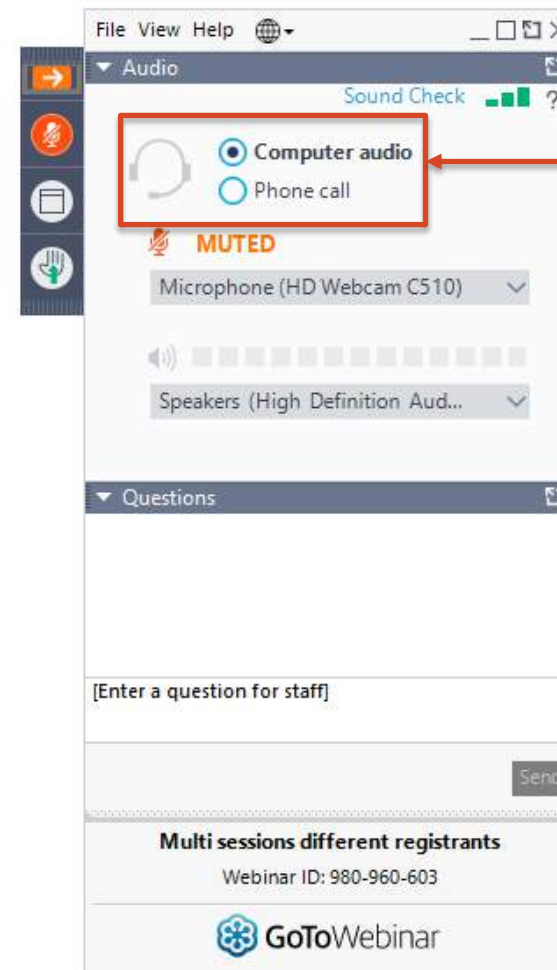 File View Help
Audio
Sound Check ?
Computer audio
Phone call
MUTED
Microphone (HD Webcam C510)
Speakers (High Definition Aud...
Questions
[Enter a question for staff]
Send
Multi sessions different registrants
Webinar ID: 980-960-603
GoToWebinar